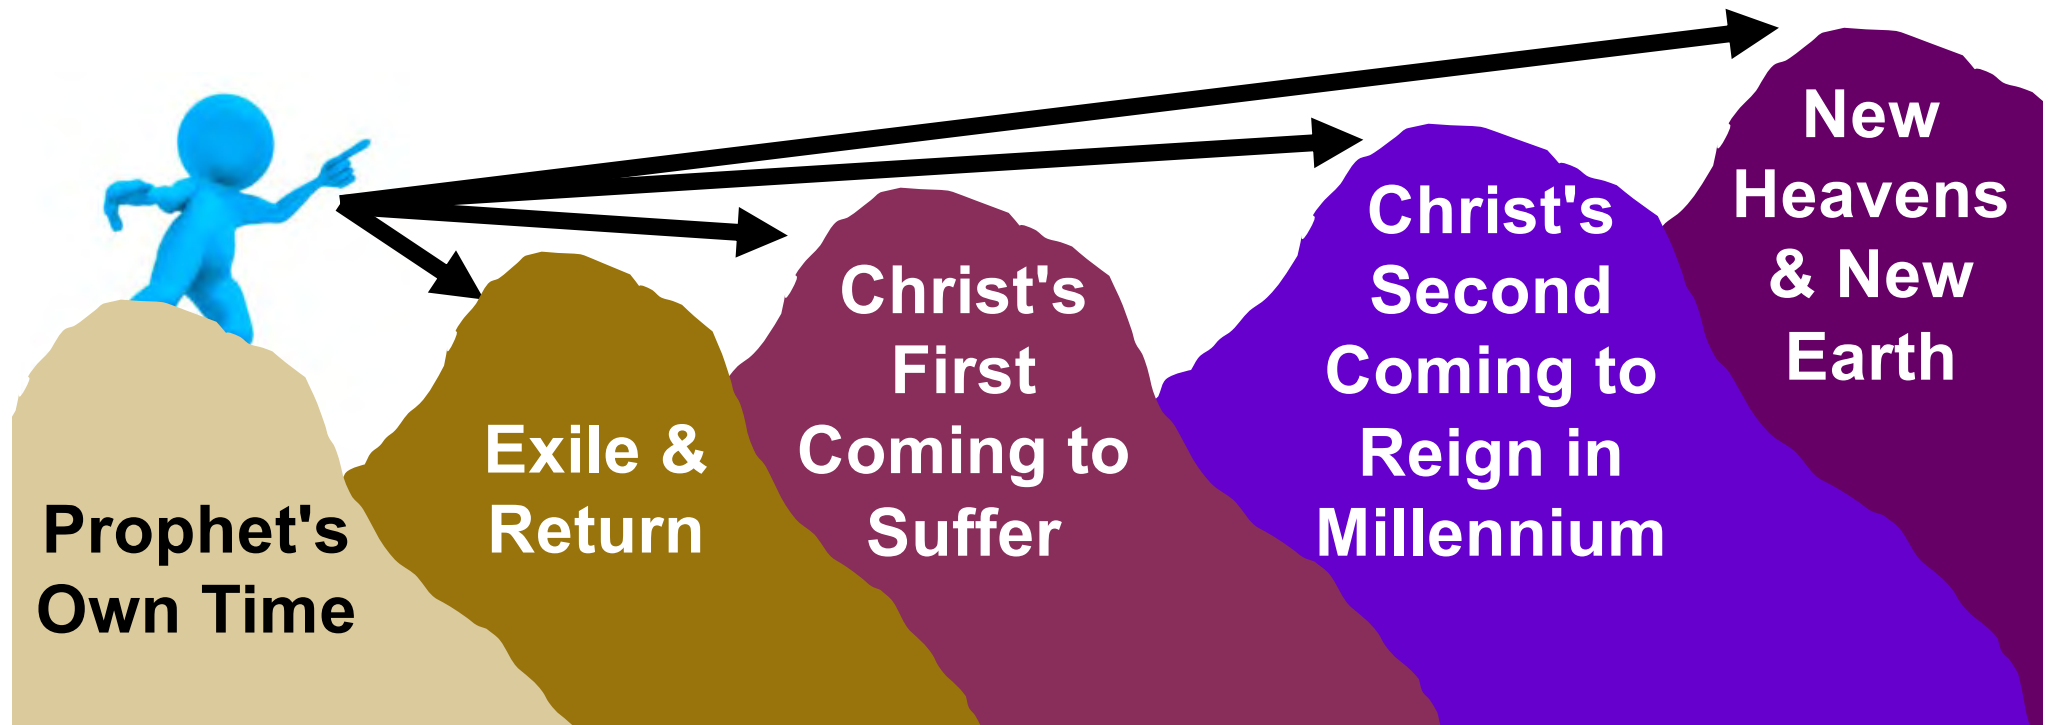 Prophet's
Own Time
Exile &
Return
Christ's
First
Coming to
Suffer
Christ's
Second
Coming to
Reign in
Millennium
New
Heavens
& New
Earth